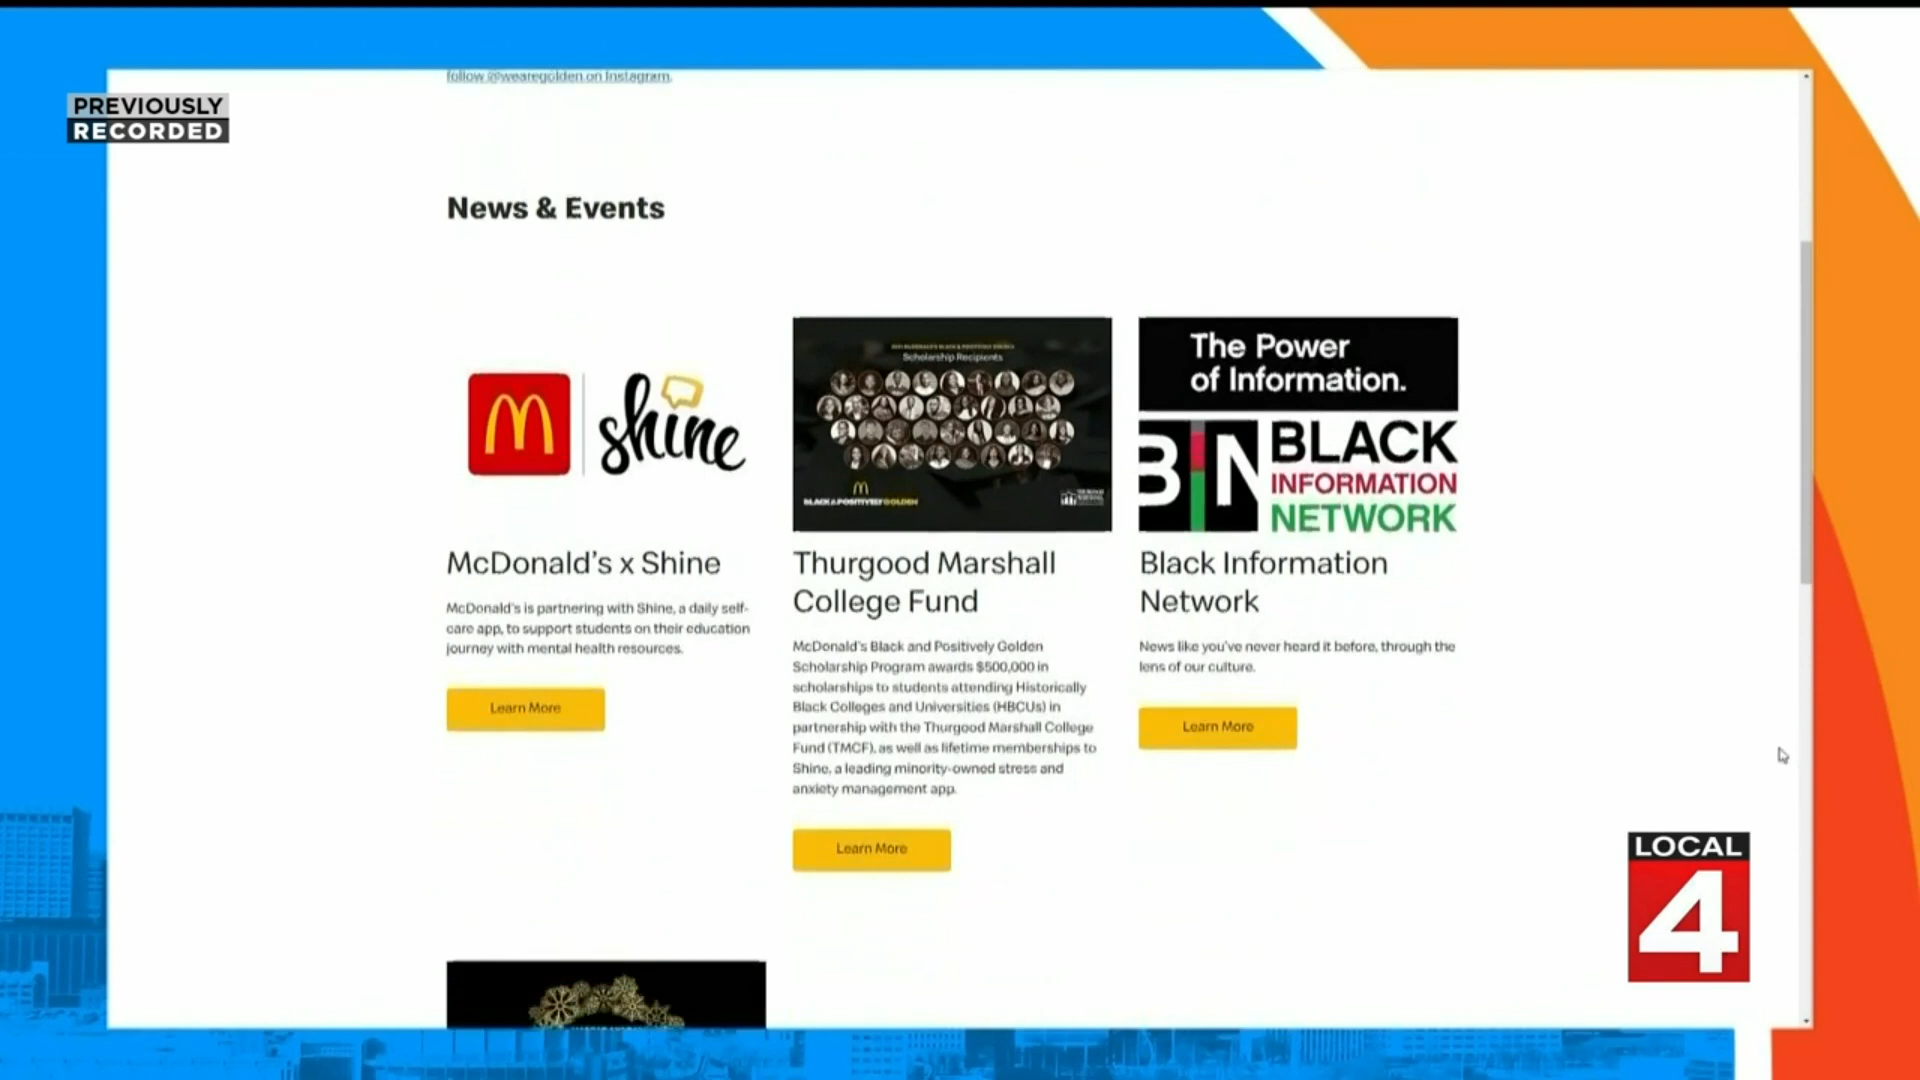 follow @wearegolden on Instagram.
PREVIOUSLY
RECORDED
News & Events
M
shine
McDonald's x Shine
McDonald's is partnering with Shine, a daily self-
care app, to support students on their education
journey with mental health resources.
Learn More
Scholarship Recipients
BLACK & POSITIVELY GOLDEN
Thurgood Marshall
College Fund
McDonald's Black and Positively Golden
Scholarship Program awards $500,000 in
scholarships to students attending Historically
Black Colleges and Universities (HBCUs) in
partnership with the Thurgood Marshall College
Fund (TMCF), as well as lifetime memberships to
Shine, a leading minority-owned stress and
anxiety management app.
Learn More
The Power
of Information.
BIN
BLACK
INFORMATION
NETWORK
Black Information
Network
News like you've never heard it before, through the
lens of our culture.
Learn More
LOCAL
4